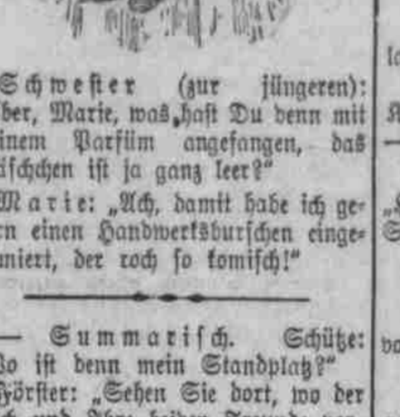 Schwester (zur jüngeren):
ber, Marie, was hast Du denn mit
inem Parfüm angefangen, das
äschchen ist ja ganz leer?"
Marie: „Ach, damit habe ich ge-
rn einen Handwerksburschen einge-
niert, der roch so komisch!"
— Summarisch. Schütze:
Wo ist denn mein Standplatz?"
Förster: „Sehen Sie dort, wo der